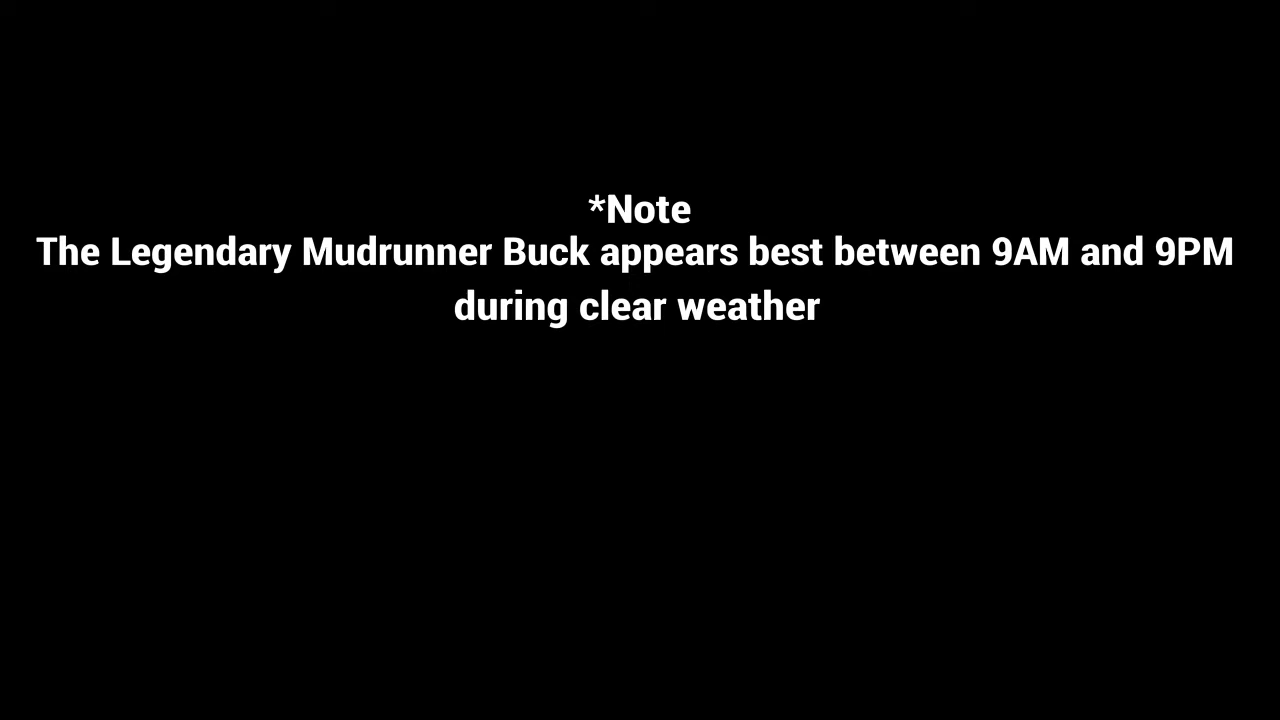 *Note
The Legendary Mudrunner Buck appears best between 9AM and 9PM
during clear weather